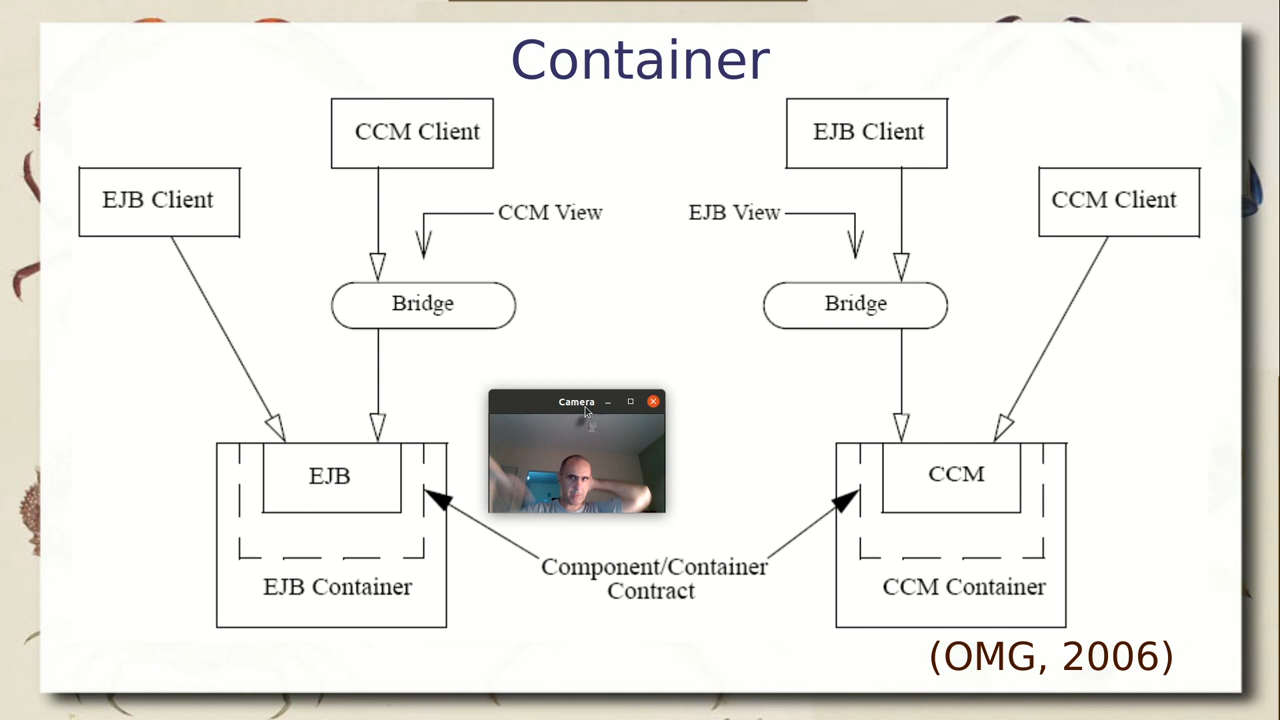 Container
CCM Client
EJB Client
EJB Client
CCM Client
CCM View
EJB View
Bridge
Bridge
Camera
EJB
CCM
Component/Container
Contract
EJB Container
CCM Container
(OMG, 2006)